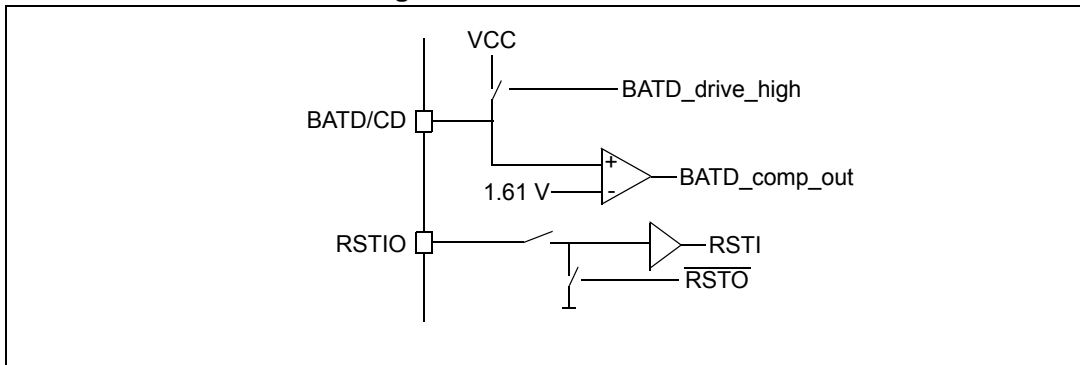 VCC
BATD_drive_high
BATD/CD
+
BATD_comp_out
1.61 V
-
RSTIO
RSTI
RSTO